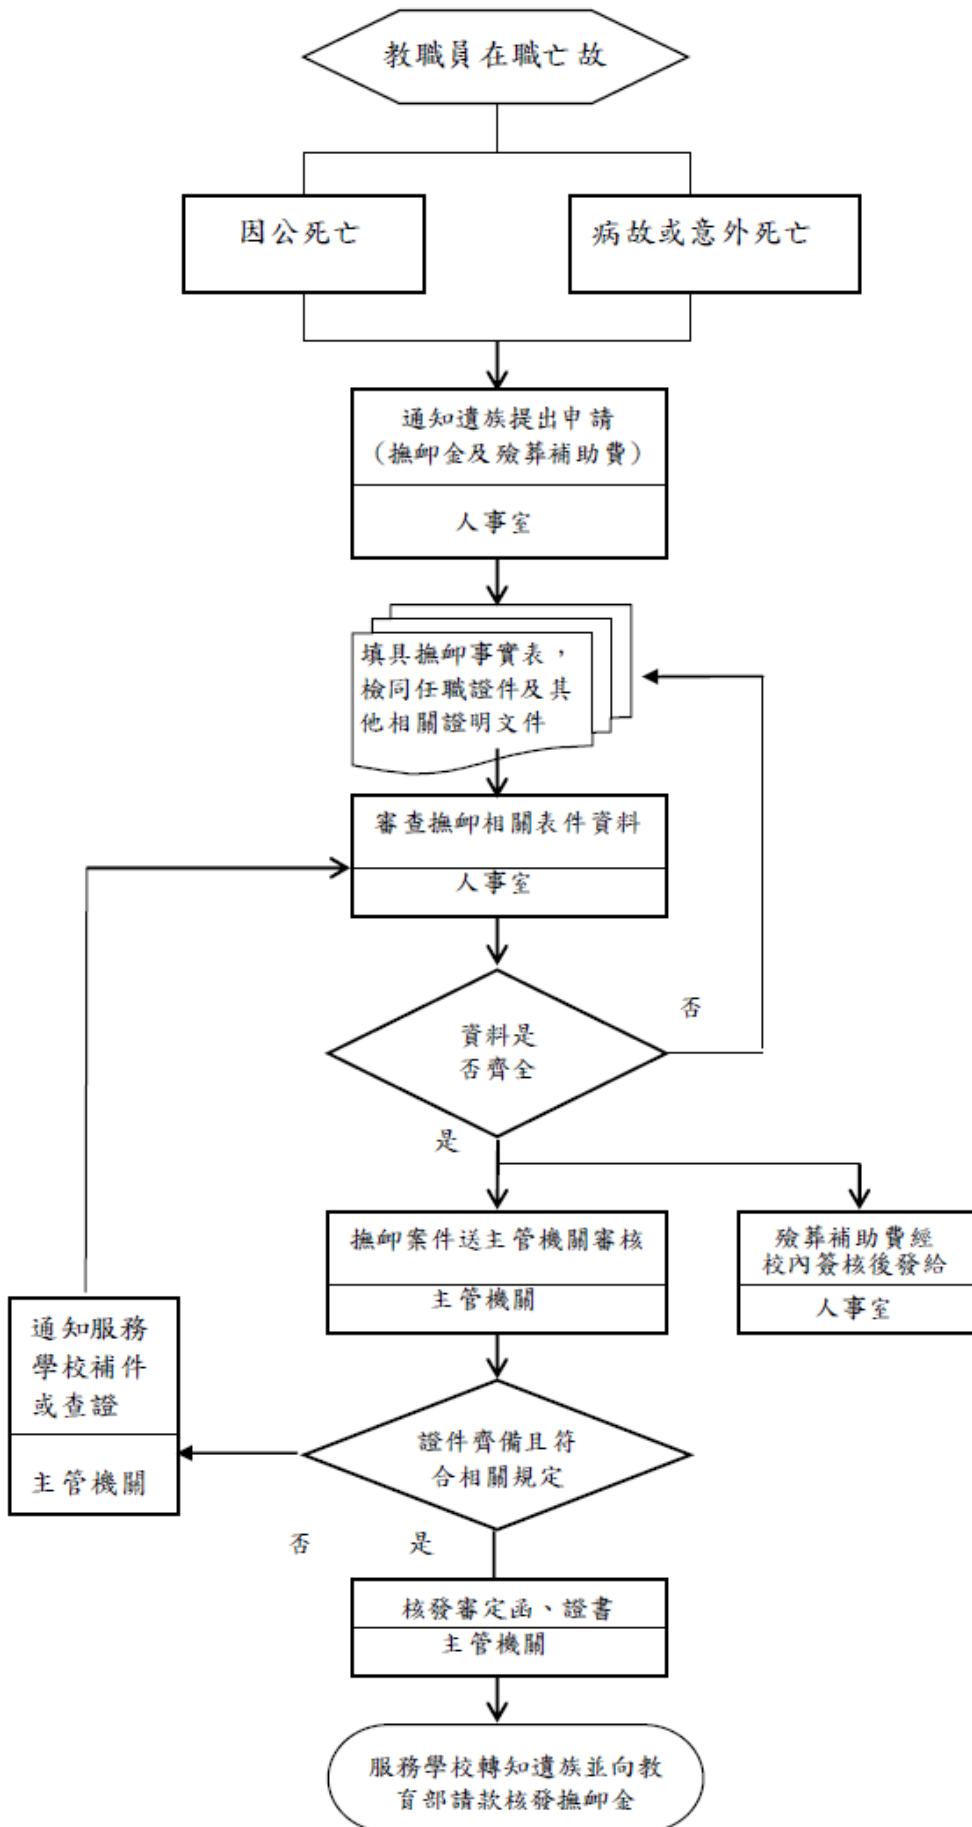 教職員在職亡故
因公死亡
病故或意外死亡
通知遺族提出申請
（撫卹金及殮葬補助費）
人事室
填具撫卹事實表，
檢同任職證件及其
他相關證明文件
審查撫卹相關表件資料
人事室
資料是
否齊全
否
是
撫卹案件送主管機關審核
主管機關
殮葬補助費經
校內簽核後發給
人事室
通知服務
學校補件
或查證
主管機關
證件齊備且符
合相關規定
否
是
核發審定函、證書
主管機關
服務學校轉知遺族並向教
育部請款核發撫卹金